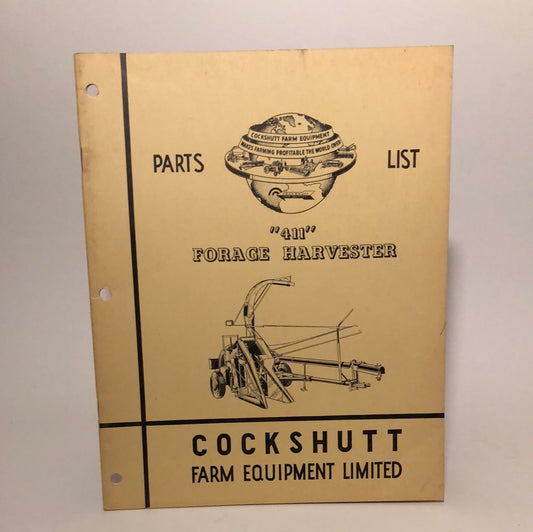 COCKSHUTT FARM EQUIPMENT
MAKES FARMING PROFITABLE THE WORLD OVER
PARTS LIST
"411"
FORAGE HARVESTER
COCKSHUTT
FARM EQUIPMENT LIMITED